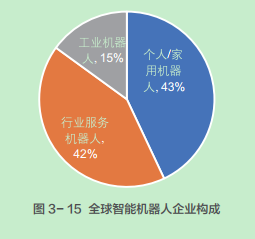 工业机器
人, 15%
个人/家
用机器
人, 43%
行业服务
机器人,
42%
图 3- 15 全球智能机器人企业构成